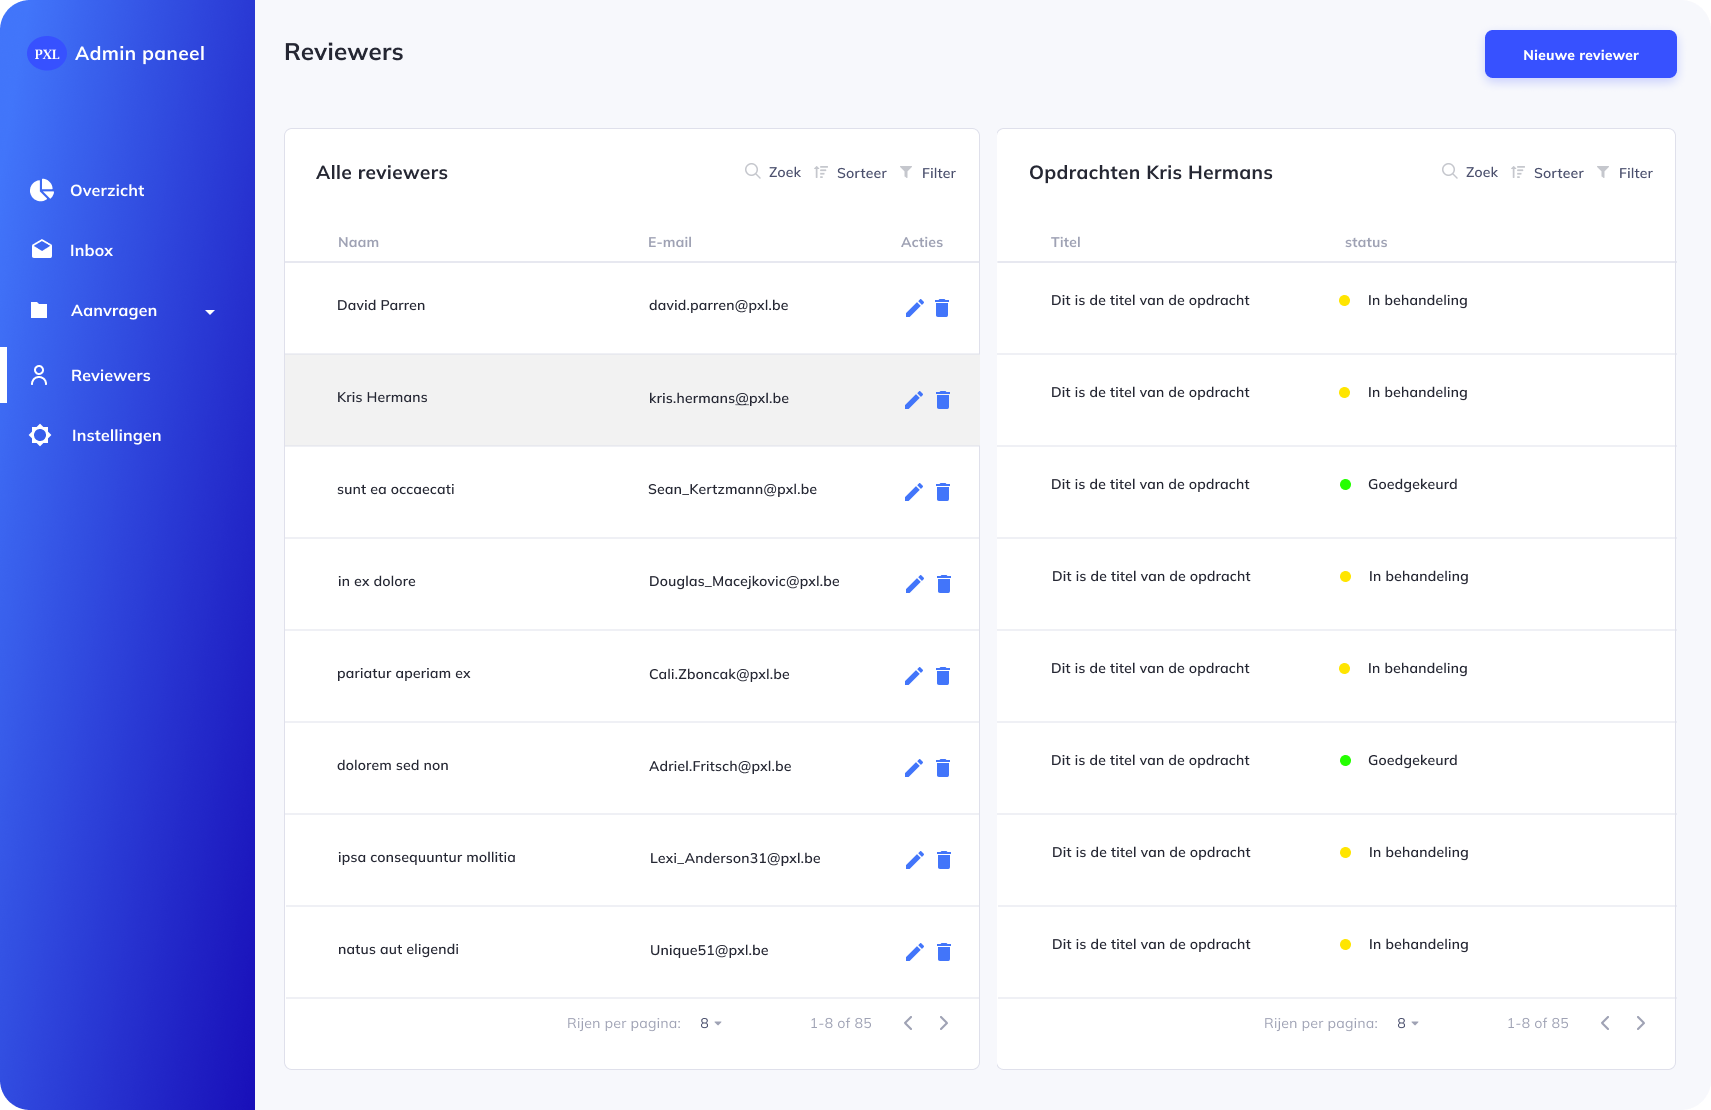 PXL Admin paneel
Overzicht
Inbox
Aanvragen
Reviewers
Instellingen
Reviewers
Nieuwe reviewer
Alle reviewers Zoek Sorteer Filter
Naam E-mail Acties
David Parren david.parren@pxl.be
Kris Hermans kris.hermans@pxl.be
sunt ea occaecati Sean_Kertzmann@pxl.be
in ex dolore Douglas_Macejkovic@pxl.be
pariatur aperiam ex Cali.Zboncak@pxl.be
dolorem sed non Adriel.Fritsch@pxl.be
ipsa consequuntur mollitia Lexi_Anderson31@pxl.be
natus aut eligendi Unique51@pxl.be
Rijen per pagina: 8 1-8 of 85
Opdrachten Kris Hermans Zoek Sorteer Filter
Titel status
Dit is de titel van de opdracht In behandeling
Dit is de titel van de opdracht In behandeling
Dit is de titel van de opdracht Goedgekeurd
Dit is de titel van de opdracht In behandeling
Dit is de titel van de opdracht In behandeling
Dit is de titel van de opdracht Goedgekeurd
Dit is de titel van de opdracht In behandeling
Dit is de titel van de opdracht In behandeling
Rijen per pagina: 8 1-8 of 85